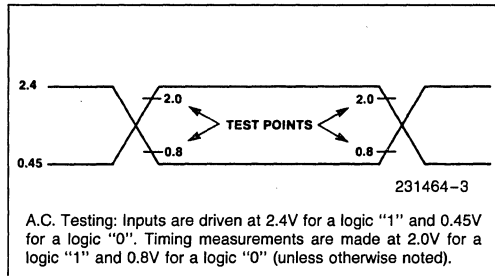 2.4
2.0
2.0
TEST POINTS
0.8
0.8
0.45
231464-3
A.C. Testing: Inputs are driven at 2.4V for a logic "1" and 0.45V
for a logic "0". Timing measurements are made at 2.0V for a
logic "1" and 0.8V for a logic "0" (unless otherwise noted).